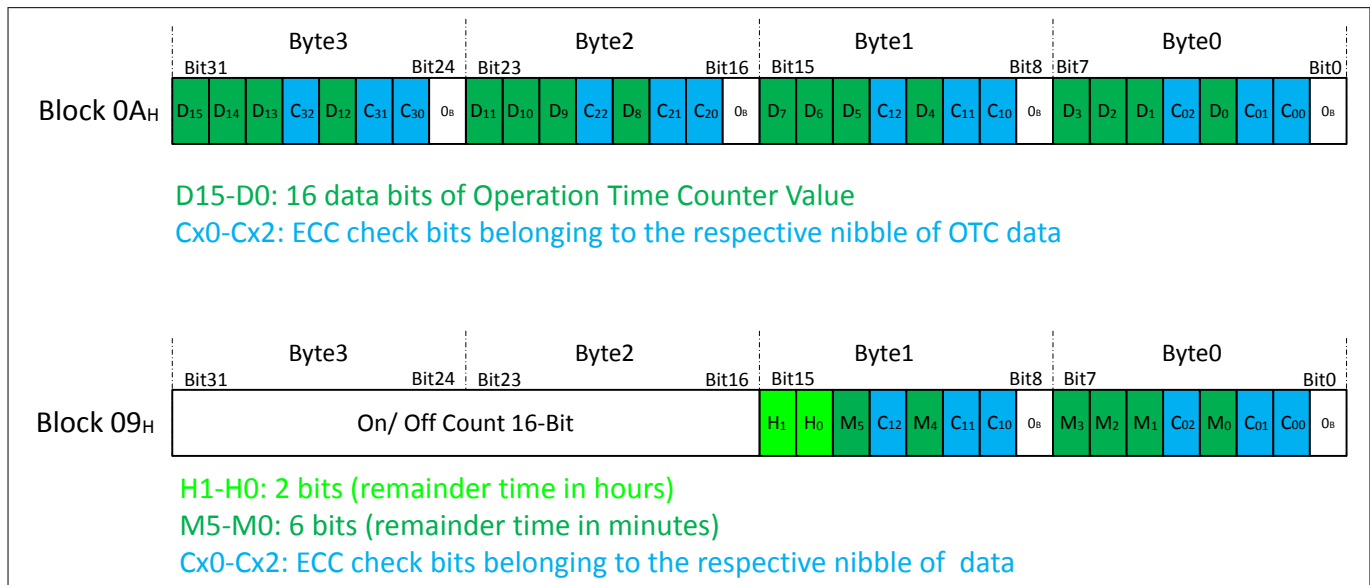 Byte3 Byte2 Byte1 Byte0
Bit31 Bit24 Bit23 Bit16 Bit15 Bit8 Bit7 Bit0
Block 0AH D15 D14 D13 C32 D12 C31 C30 0B D11 D10 D9 C22 D8 C21 C20 0B D7 D6 D5 C12 D4 C11 C10 0B D3 D2 D1 C02 D0 C01 C00 0B
D15-D0: 16 data bits of Operation Time Counter Value
Cx0-Cx2: ECC check bits belonging to the respective nibble of OTC data
Byte3 Byte2 Byte1 Byte0
Bit31 Bit24 Bit23 Bit16 Bit15 Bit8 Bit7 Bit0
Block 09H On/ Off Count 16-Bit H1 H0 M5 C12 M4 C11 C10 0B M3 M2 M1 C02 M0 C01 C00 0B
H1-H0: 2 bits (remainder time in hours)
M5-M0: 6 bits (remainder time in minutes)
Cx0-Cx2: ECC check bits belonging to the respective nibble of data